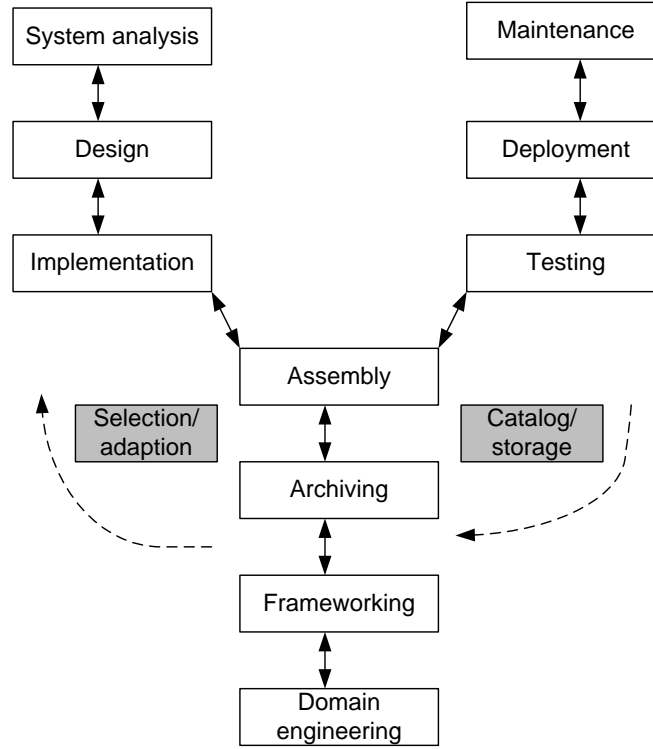 System analysis
Maintenance
Design
Deployment
Implementation
Testing
Assembly
Selection/
adaption
Catalog/
storage
Archiving
Frameworking
Domain
engineering